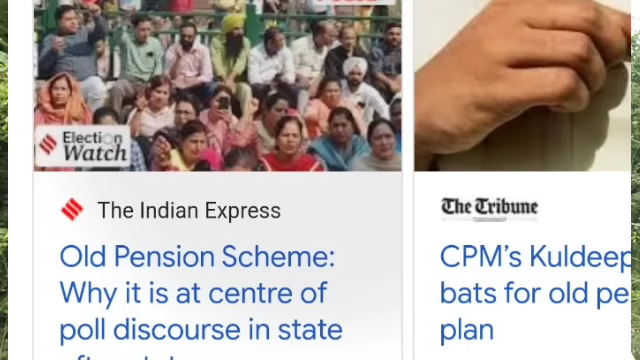 Election
Watch
The Indian Express
Old Pension Scheme:
Why it is at centre of
poll discourse in state
The Tribune
CPM's Kuldeep
bats for old pe
plan